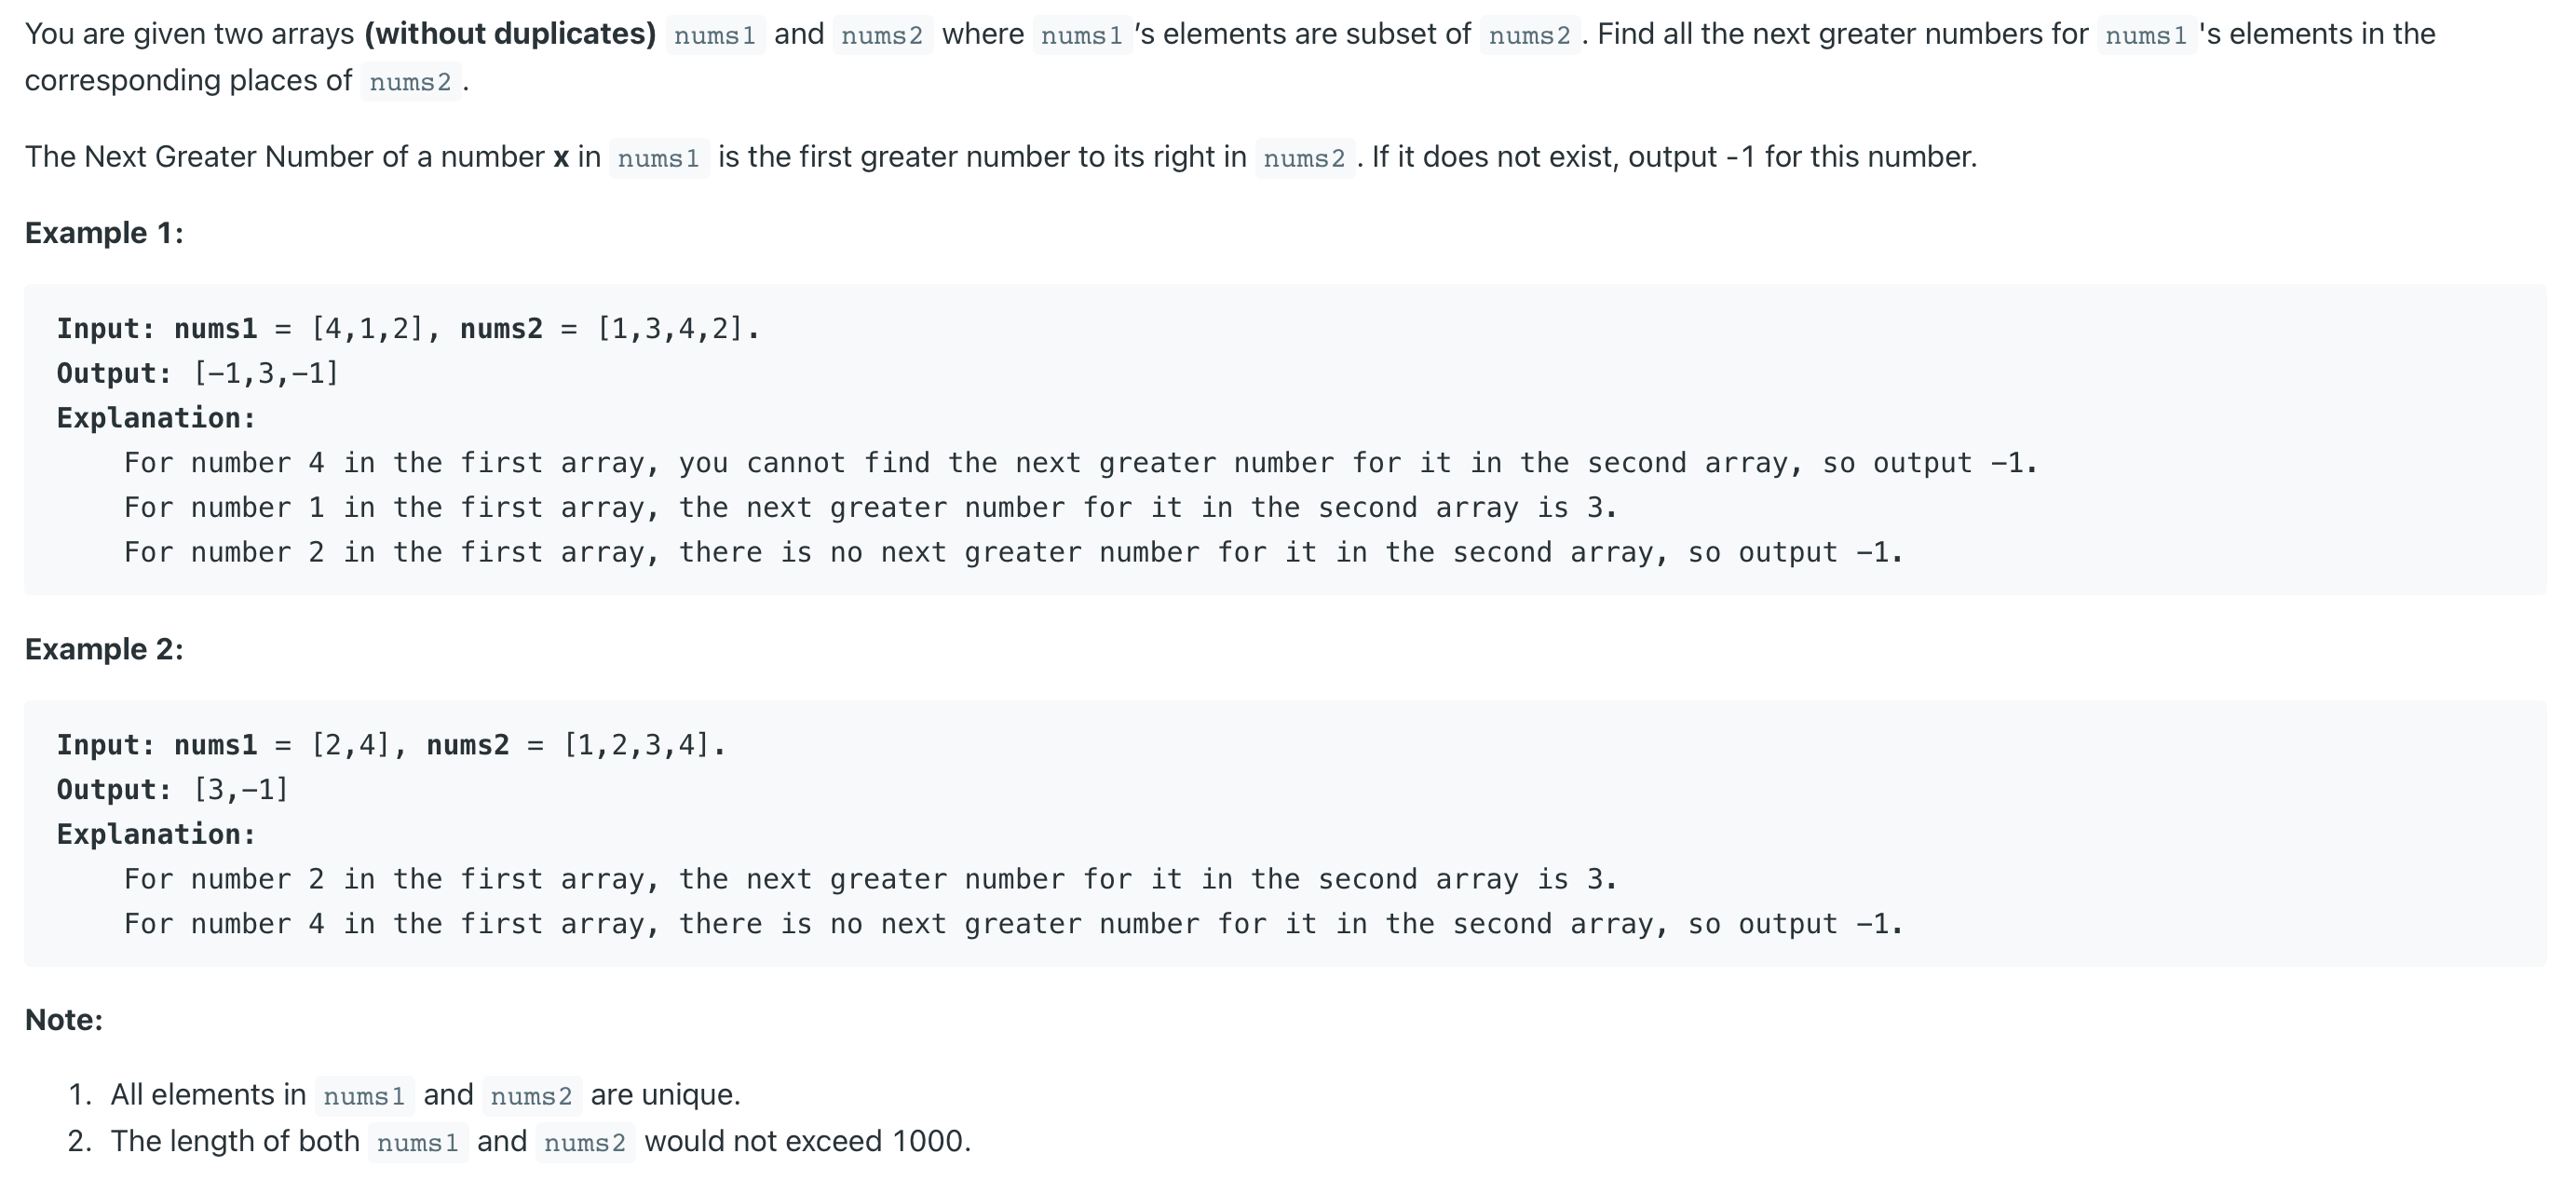 You are given two arrays (without duplicates) nums1 and nums2 where nums1 's elements are subset of nums2 . Find all the next greater numbers for nums1 's elements in the
corresponding places of nums2 .
The Next Greater Number of a number x in nums1 is the first greater number to its right in nums2 . If it does not exist, output -1 for this number.
Example 1:
Input: nums1 = [4,1,2], nums2 = [1,3,4,2].
Output: [-1,3,-1]
Explanation:
For number 4 in the first array, you cannot find the next greater number for it in the second array, so output -1.
For number 1 in the first array, the next greater number for it in the second array is 3.
For number 2 in the first array, there is no next greater number for it in the second array, so output -1.
Example 2:
Input: nums1 = [2,4], nums2 = [1,2,3,4].
Output: [3,-1]
Explanation:
For number 2 in the first array, the next greater number for it in the second array is 3.
For number 4 in the first array, there is no next greater number for it in the second array, so output -1.
Note:
1. All elements in nums1 and nums2 are unique.
2. The length of both nums1 and nums2 would not exceed 1000.